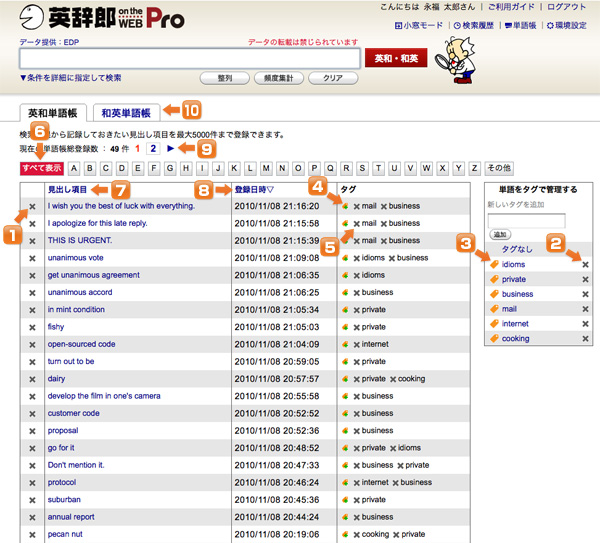 こんにちは 永福 太郎さん | ご利用ガイド | ログアウト
英辞郎 on the WEB Pro
小窓モード | 検索履歴 | 単語帳 | 環境設定
データ提供：EDP
データの転載は禁じられています
英和・和英
▼条件を詳細に指定して検索
整列 頻度集計 クリア
英和単語帳 和英単語帳 10
から記録しておきたい見出し項目を最大5000件まで登録できます。
6
現在 単語帳総登録数 : 49 件 1 2 ▶ 9
すべて表示 A B C D E F G H I J K L M N O P Q R S T U V W X Y Z その他
見出し項目 7 8 登録日時▽ 4 タグ
I wish you the best of luck with everything. 2010/11/08 21:16:20 mail business
1 I apologize for this late reply. 2010/11/08 21:15:58 mail business
THIS IS URGENT. 2010/11/08 21:15:39 5 mail business
unanimous vote 2010/11/08 21:09:08 idioms business
get unanimous agreement 2010/11/08 21:06:35 idioms
unanimous accord 2010/11/08 21:06:25 business
in mint condition 2010/11/08 21:05:34 private
fishy 2010/11/08 21:05:03 private
open-sourced code 2010/11/08 21:04:09 internet
turn out to be 2010/11/08 20:59:05 private
dairy 2010/11/08 20:57:57 private cooking
develop the film in one's camera 2010/11/08 20:55:58 business
customer code 2010/11/08 20:52:52 business
proposal 2010/11/08 20:52:36 business
go for it 2010/11/08 20:48:52 private idioms
Don't mention it. 2010/11/08 20:47:33 business private
protocol 2010/11/08 20:46:24 internet business
suburban 2010/11/08 20:45:36 private
annual report 2010/11/08 20:44:24 business
pecan nut 2010/11/08 20:19:06 cooking private
単語をタグで管理する
新しいタグを追加
追加
3 タグなし 2
idioms
private
business
mail
internet
cooking